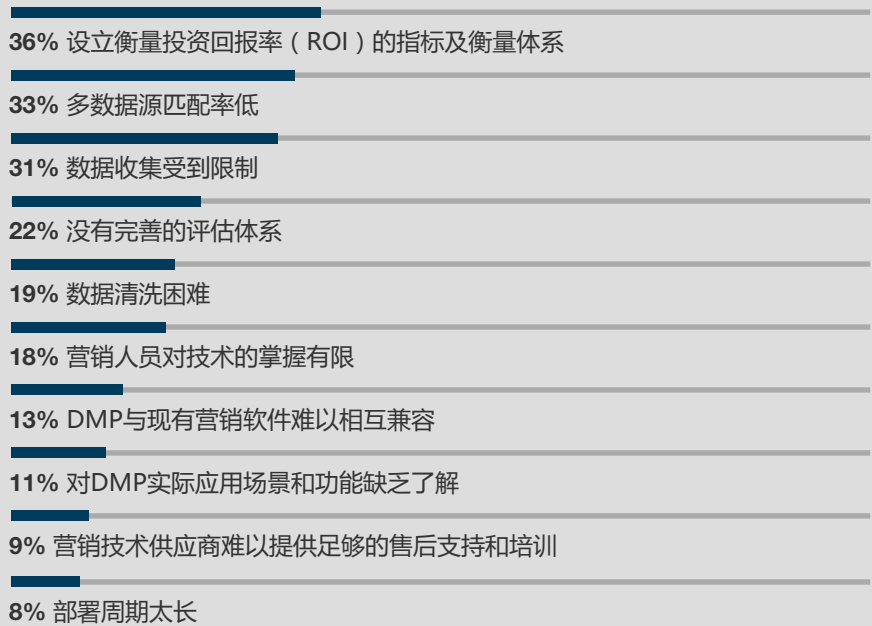 36% 设立衡量投资回报率（ROI）的指标及衡量体系
33% 多数据源匹配率低
31% 数据收集受到限制
22% 没有完善的评估体系
19% 数据清洗困难
18% 营销人员对技术的掌握有限
13% DMP与现有营销软件难以相互兼容
11% 对DMP实际应用场景和功能缺乏了解
9% 营销技术供应商难以提供足够的售后支持和培训
8% 部署周期太长